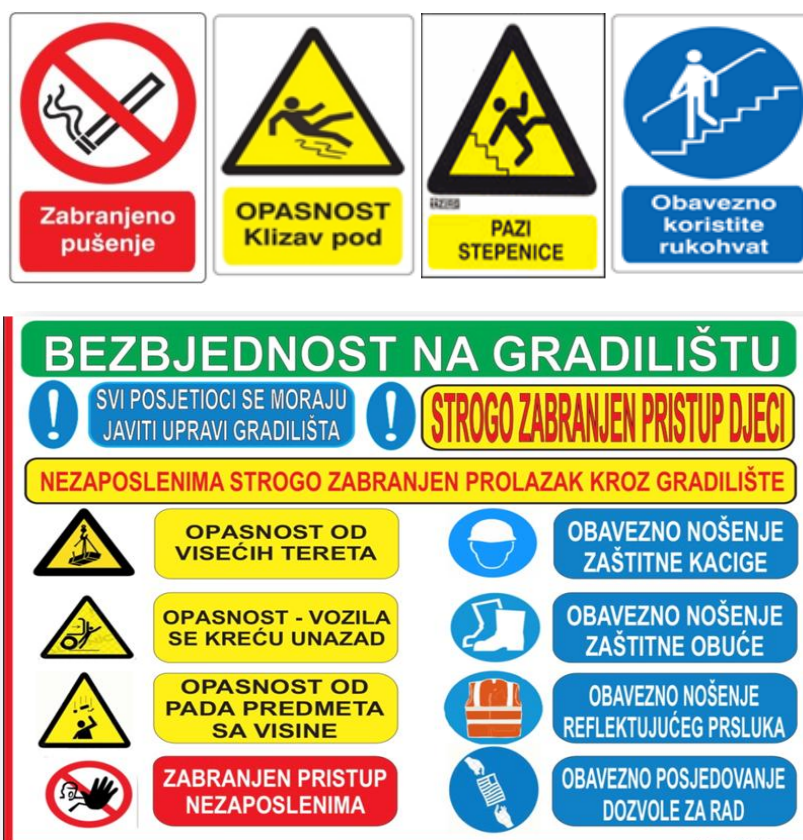 Zabranjeno
pušenje
OPASNOST
Klizav pod
PAZI
STEPENICE
Obavezno
koristite
rukohvat
BEZBJEDNOST NA GRADILIŠTU
SVI POSJETIOCI SE MORAJU
JAVITI UPRAVI GRADILIŠTA
STROGO ZABRANJEN PRISTUP DJECI
NEZAPOSLENIMA STROGO ZABRANJEN PROLAZAK KROZ GRADILIŠTE
OPASNOST OD
VISEĆIH TERETA
OBAVEZNO NOŠENJE
ZAŠTITNE KACIGE
OPASNOST - VOZILA
SE KREĆU UNAZAD
OBAVEZNO NOŠENJE
ZAŠTITNE OBUĆE
OPASNOST OD
PADA PREDMETA
SA VISINE
OBAVEZNO NOŠENJE
REFLEKTUJUĆEG PRSLUKA
ZABRANJEN PRISTUP
NEZAPOSLENIMA
OBAVEZNO POSJEDOVANJE
DOZVOLE ZA RAD